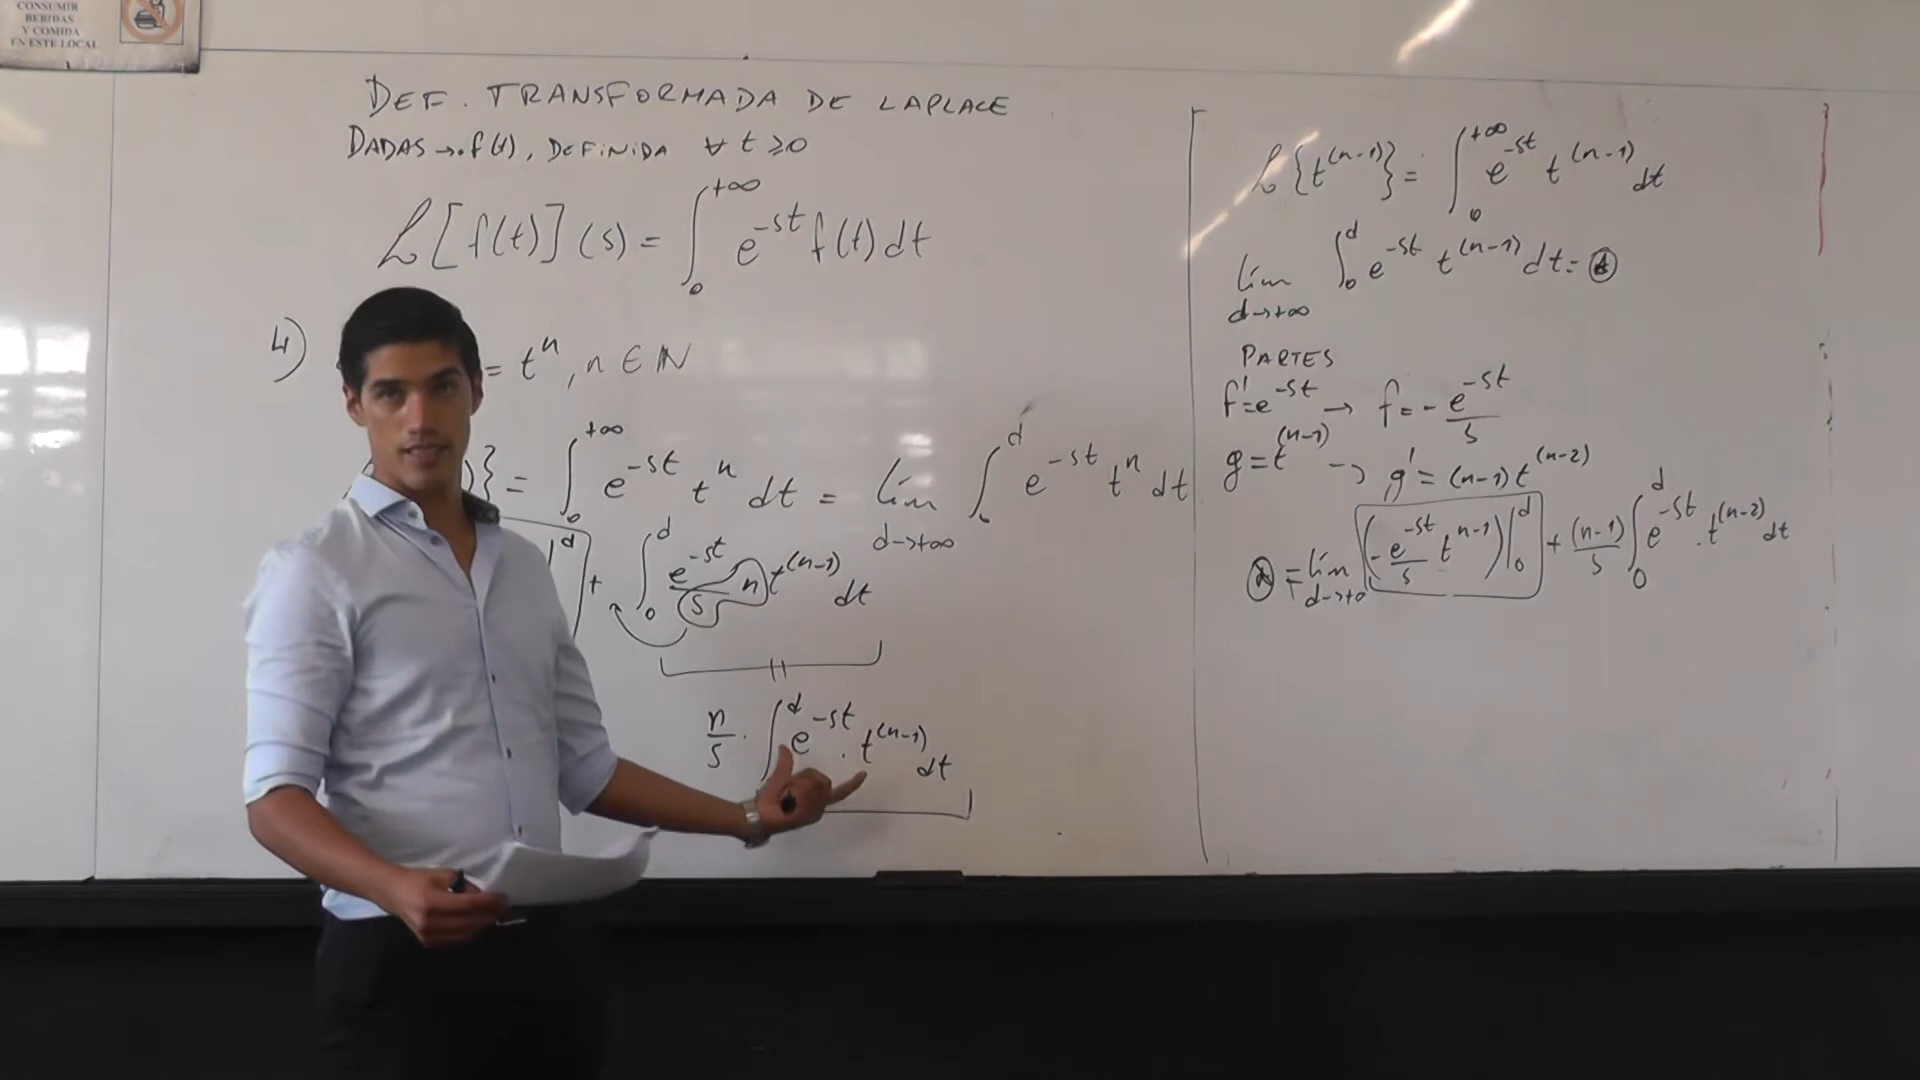 CONSUMIR
BEBIDAS
Y COMIDA
EN ESTE LOCAL
DEF. TRANSFORMADA DE LAPLACE
DADAS → f(t), DEFINIDA ∀ t ≥ 0
ℒ[f(t)](s) = ∫₀^{+∞} e^{-st} f(t) dt
4) = t^n, n ∈ ℕ
)} = ∫₀^{+∞} e^{-st} t^n dt = lím_{d→+∞} ∫₀^d e^{-st} t^n dt
|^d + ∫₀^d e^{-st}/s n t^{(n-1)} dt
n/s · ∫^d e^{-st} · t^{(n-1)} dt
ℒ{t^{(n-1)}} = ∫₀^{+∞} e^{-st} t^{(n-1)} dt
lím_{d→+∞} ∫₀^d e^{-st} t^{(n-1)} dt =
PARTES
f' = e^{-st} → f = - e^{-st}/s
g = t^{(n-1)} → g' = (n-1) t^{(n-2)}
= lím_{d→+∞} (- e^{-st}/s t^{n-1})|₀^d + (n-1)/s ∫₀^d e^{-st} · t^{(n-2)} dt